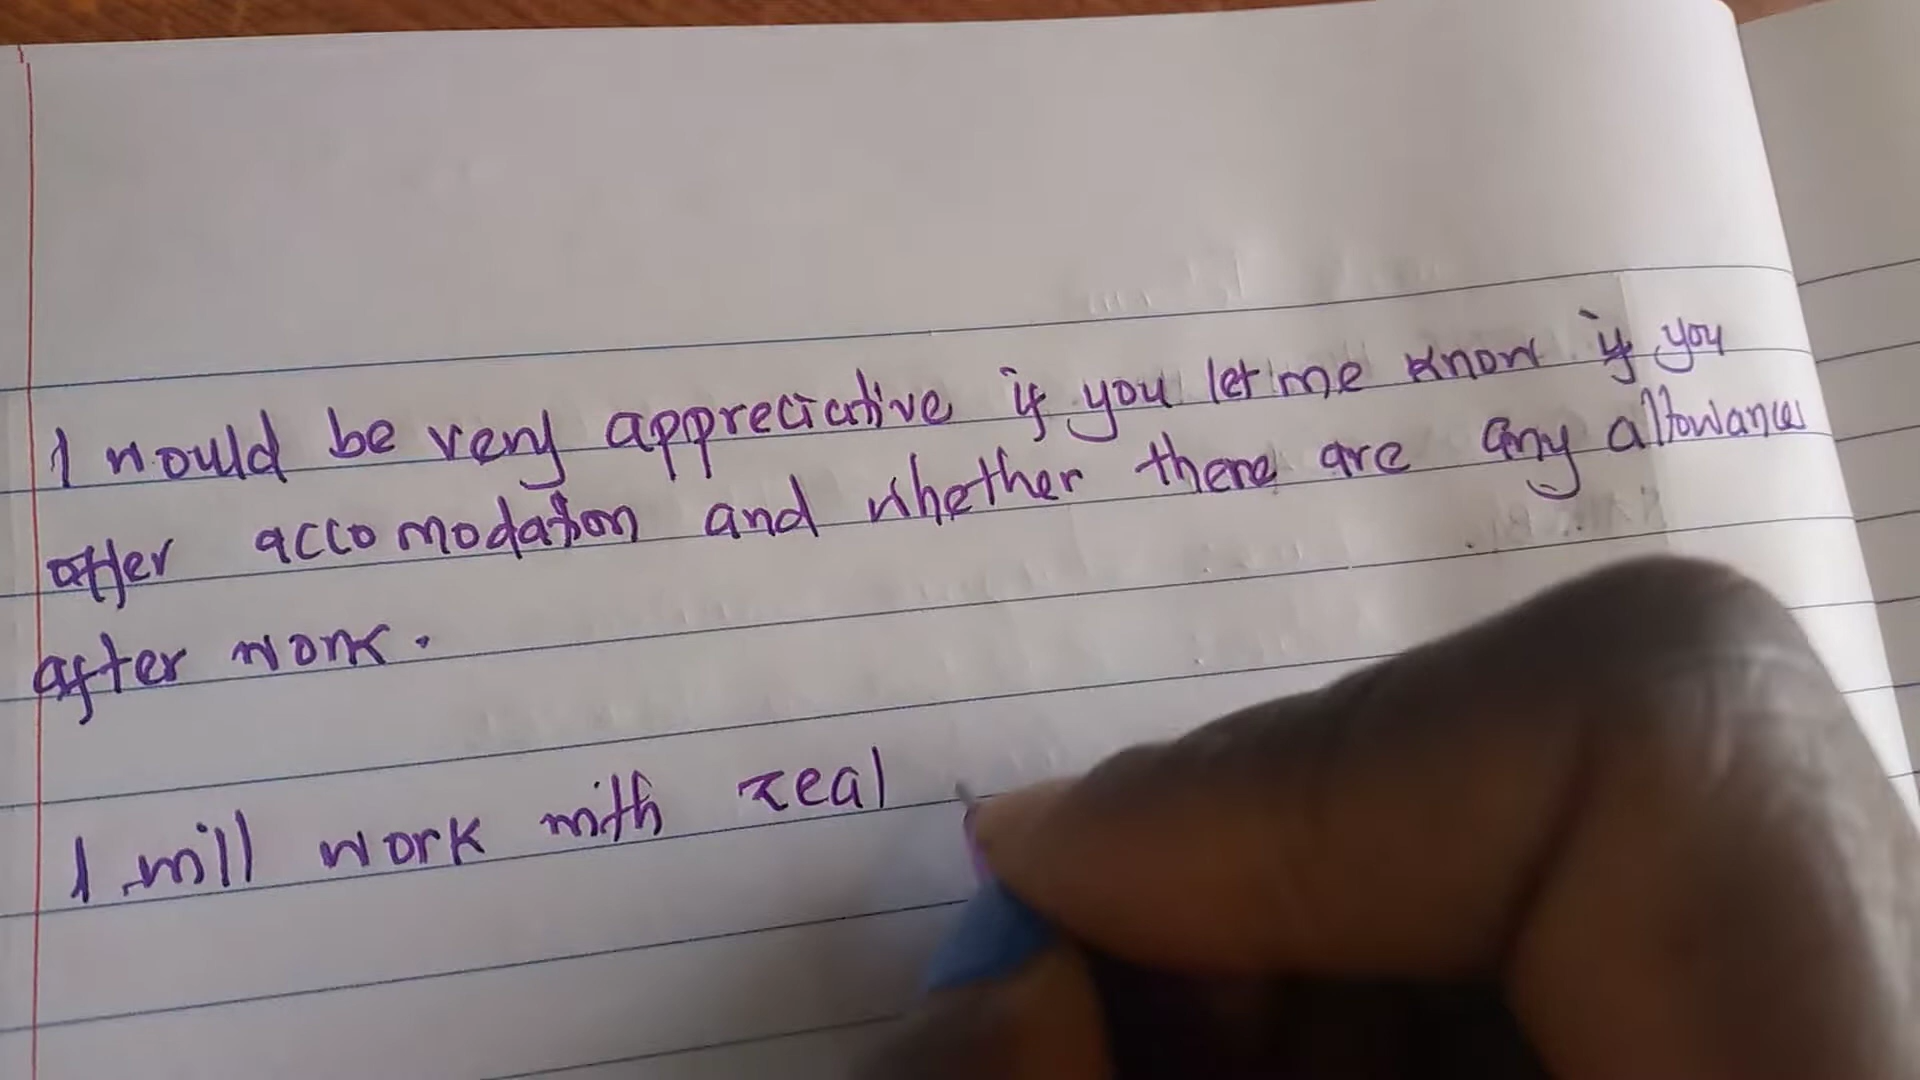 I would be very appreciative if you let me know if you
offer accomodation and whether there are any allowances
after work.
I will work with zeal